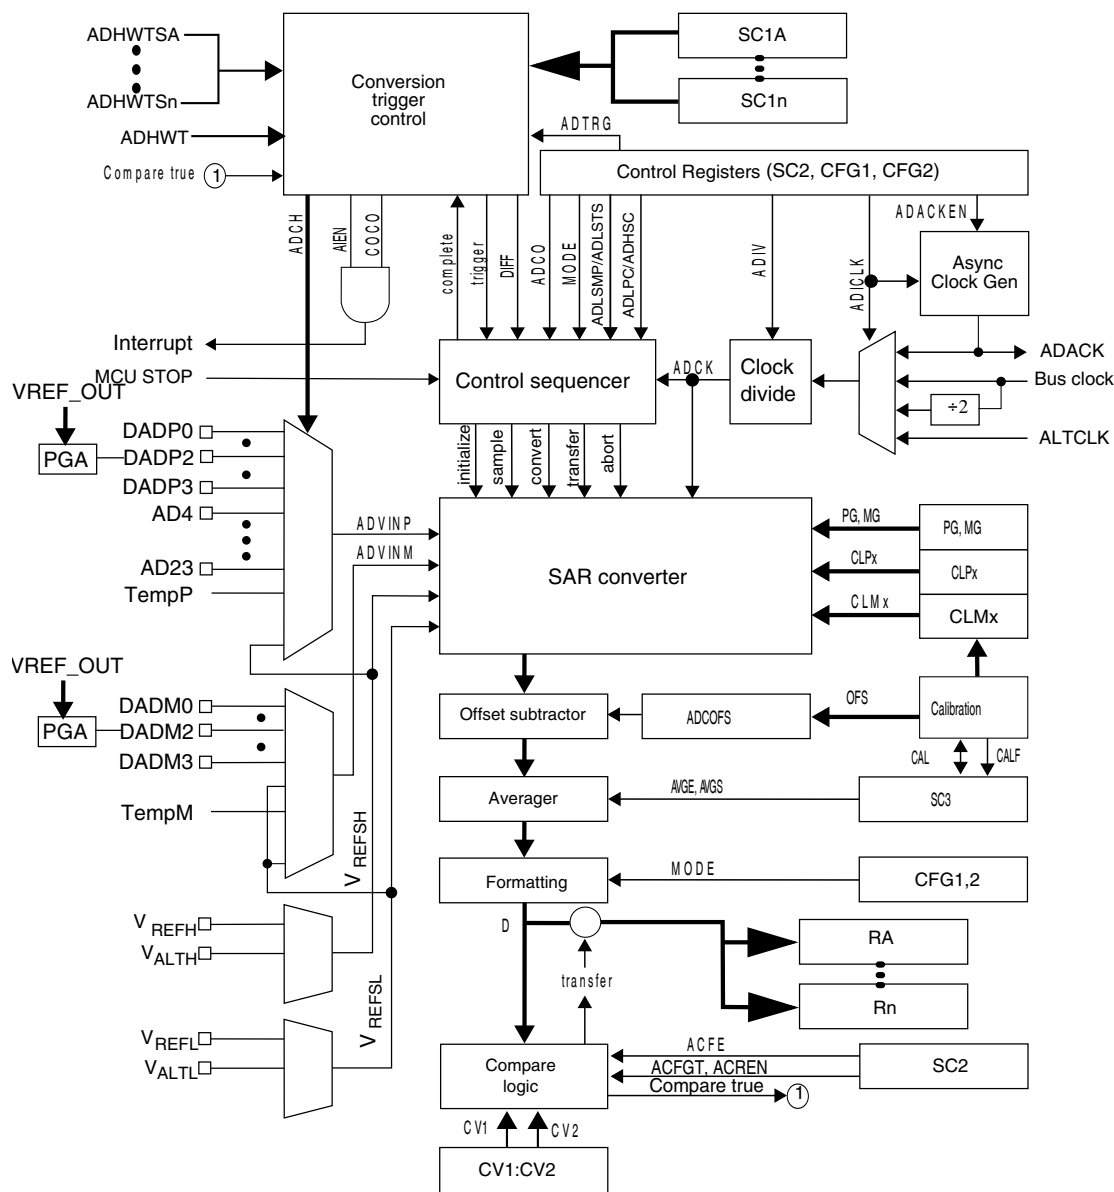 ADHWTSA
ADHWTSn
ADHWT
Compare true 1
Conversion
trigger
control
SC1A
SC1n
ADTRG
Control Registers (SC2, CFG1, CFG2)
ADCH
AIEN
COCO
complete
trigger
DIFF
ADCO
MODE
ADLSMP/ADLSTS
ADLPC/ADHSC
ADIV
ADICLK
ADACKEN
Async
Clock Gen
Interrupt
MCU STOP
Control sequencer
ADCK
Clock
divide
ADACK
Bus clock
÷2
ALTCLK
VREF_OUT
PGA
DADP0
DADP2
DADP3
AD4
AD23
TempP
initialize
sample
convert
transfer
abort
ADVINP
ADVINM
SAR converter
PG, MG
PG, MG
CLPx
CLPx
CLMx
CLMx
VREF_OUT
PGA
DADM0
DADM2
DADM3
TempM
Offset subtractor
ADCOFS
OFS
Calibration
CAL
CALF
Averager
AVGE, AVGS
SC3
Formatting
MODE
CFG1,2
V REFSH
D
transfer
RA
Rn
V REFH
VALTH
V REFSL
VREFL
VALTL
Compare
logic
ACFE
ACFGT, ACREN
Compare true
1
SC2
CV1
CV2
CV1:CV2